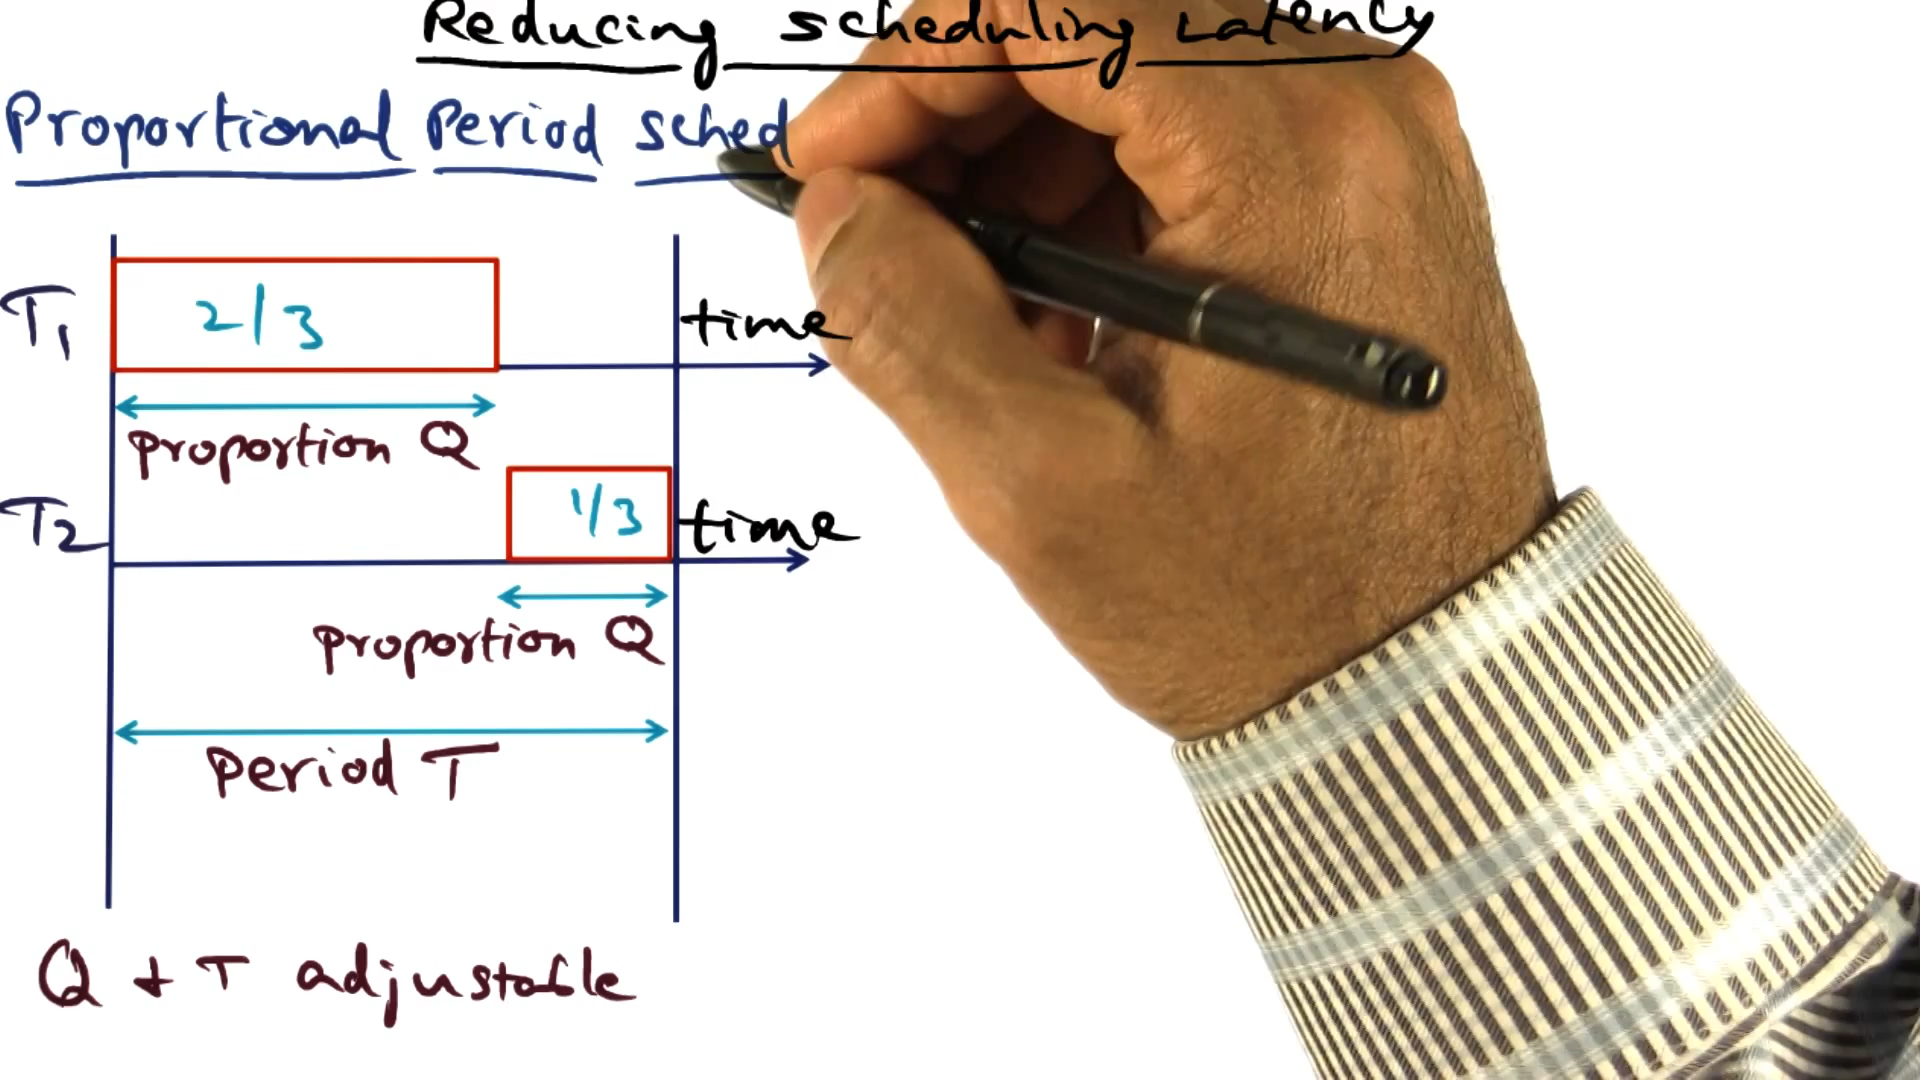 Reducing scheduling Latency
Proportional Period sched
T1 2/3 time
proportion Q
T2 1/3 time
proportion Q
Period T
Q + T adjustable